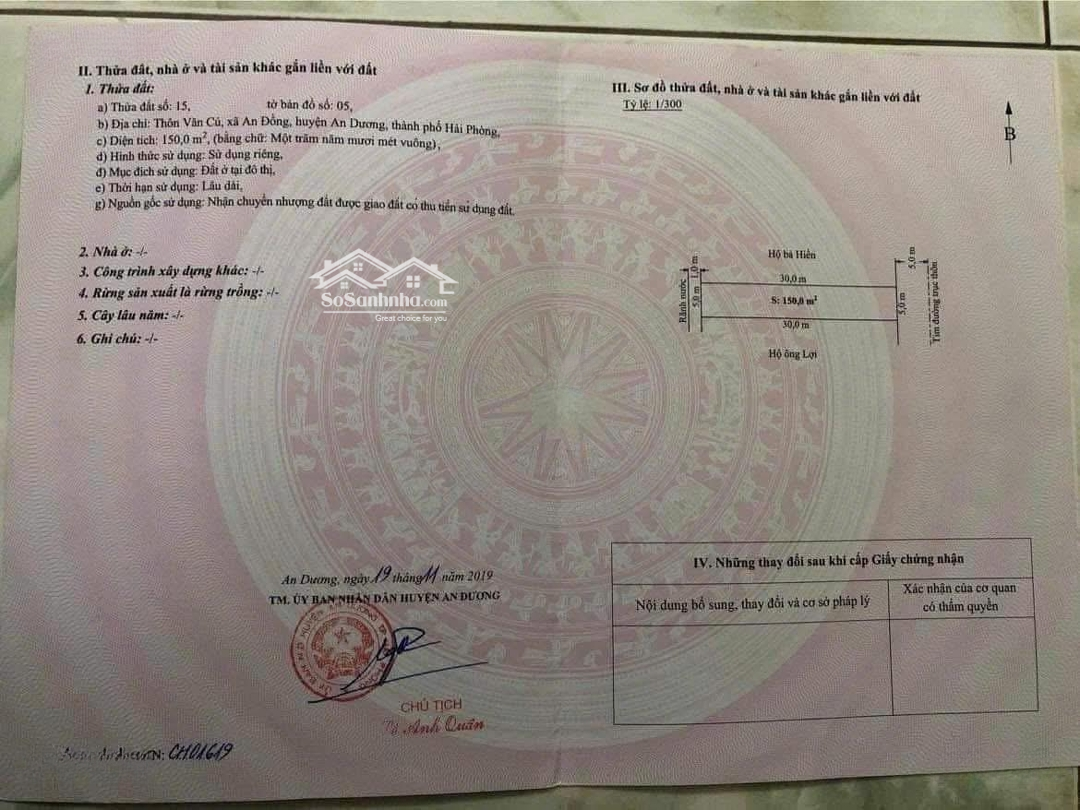 II. Thửa đất, nhà ở và tài sản khác gắn liền với đất
1. Thửa đất:
a) Thửa đất số: 15, tờ bản đồ số: 05,
b) Địa chỉ: Thôn Văn Cú, xã An Đồng, huyện An Dương, thành phố Hải Phòng,
c) Diện tích: 150,0 m², (bằng chữ: Một trăm năm mươi mét vuông),
d) Hình thức sử dụng: Sử dụng riêng,
đ) Mục đích sử dụng: Đất ở tại đô thị,
e) Thời hạn sử dụng: Lâu dài,
g) Nguồn gốc sử dụng: Nhận chuyển nhượng đất được giao đất có thu tiền sử dụng đất.
2. Nhà ở: -/-
3. Công trình xây dựng khác: -/-
4. Rừng sản xuất là rừng trồng: -/-
5. Cây lâu năm: -/-
6. Ghi chú: -/-
SoSanhnha.com
Great choice for you
An Dương, ngày 19 tháng 11 năm 2019
TM. ỦY BAN NHÂN DÂN HUYỆN AN DƯƠNG
CHỦ TỊCH
Anh Quân
CH.01619
III. Sơ đồ thửa đất, nhà ở và tài sản khác gắn liền với đất
Tỷ lệ: 1/300
B
Hộ bà Hiền
30,0 m
S: 150,0 m²
30,0 m
Hộ ông Lợi
Rãnh nước
5,0 m
1,0 m
5,0 m
5,0 m
Tim đường trục thôn
IV. Những thay đổi sau khi cấp Giấy chứng nhận
Nội dung bổ sung, thay đổi và cơ sở pháp lý
Xác nhận của cơ quan
có thẩm quyền